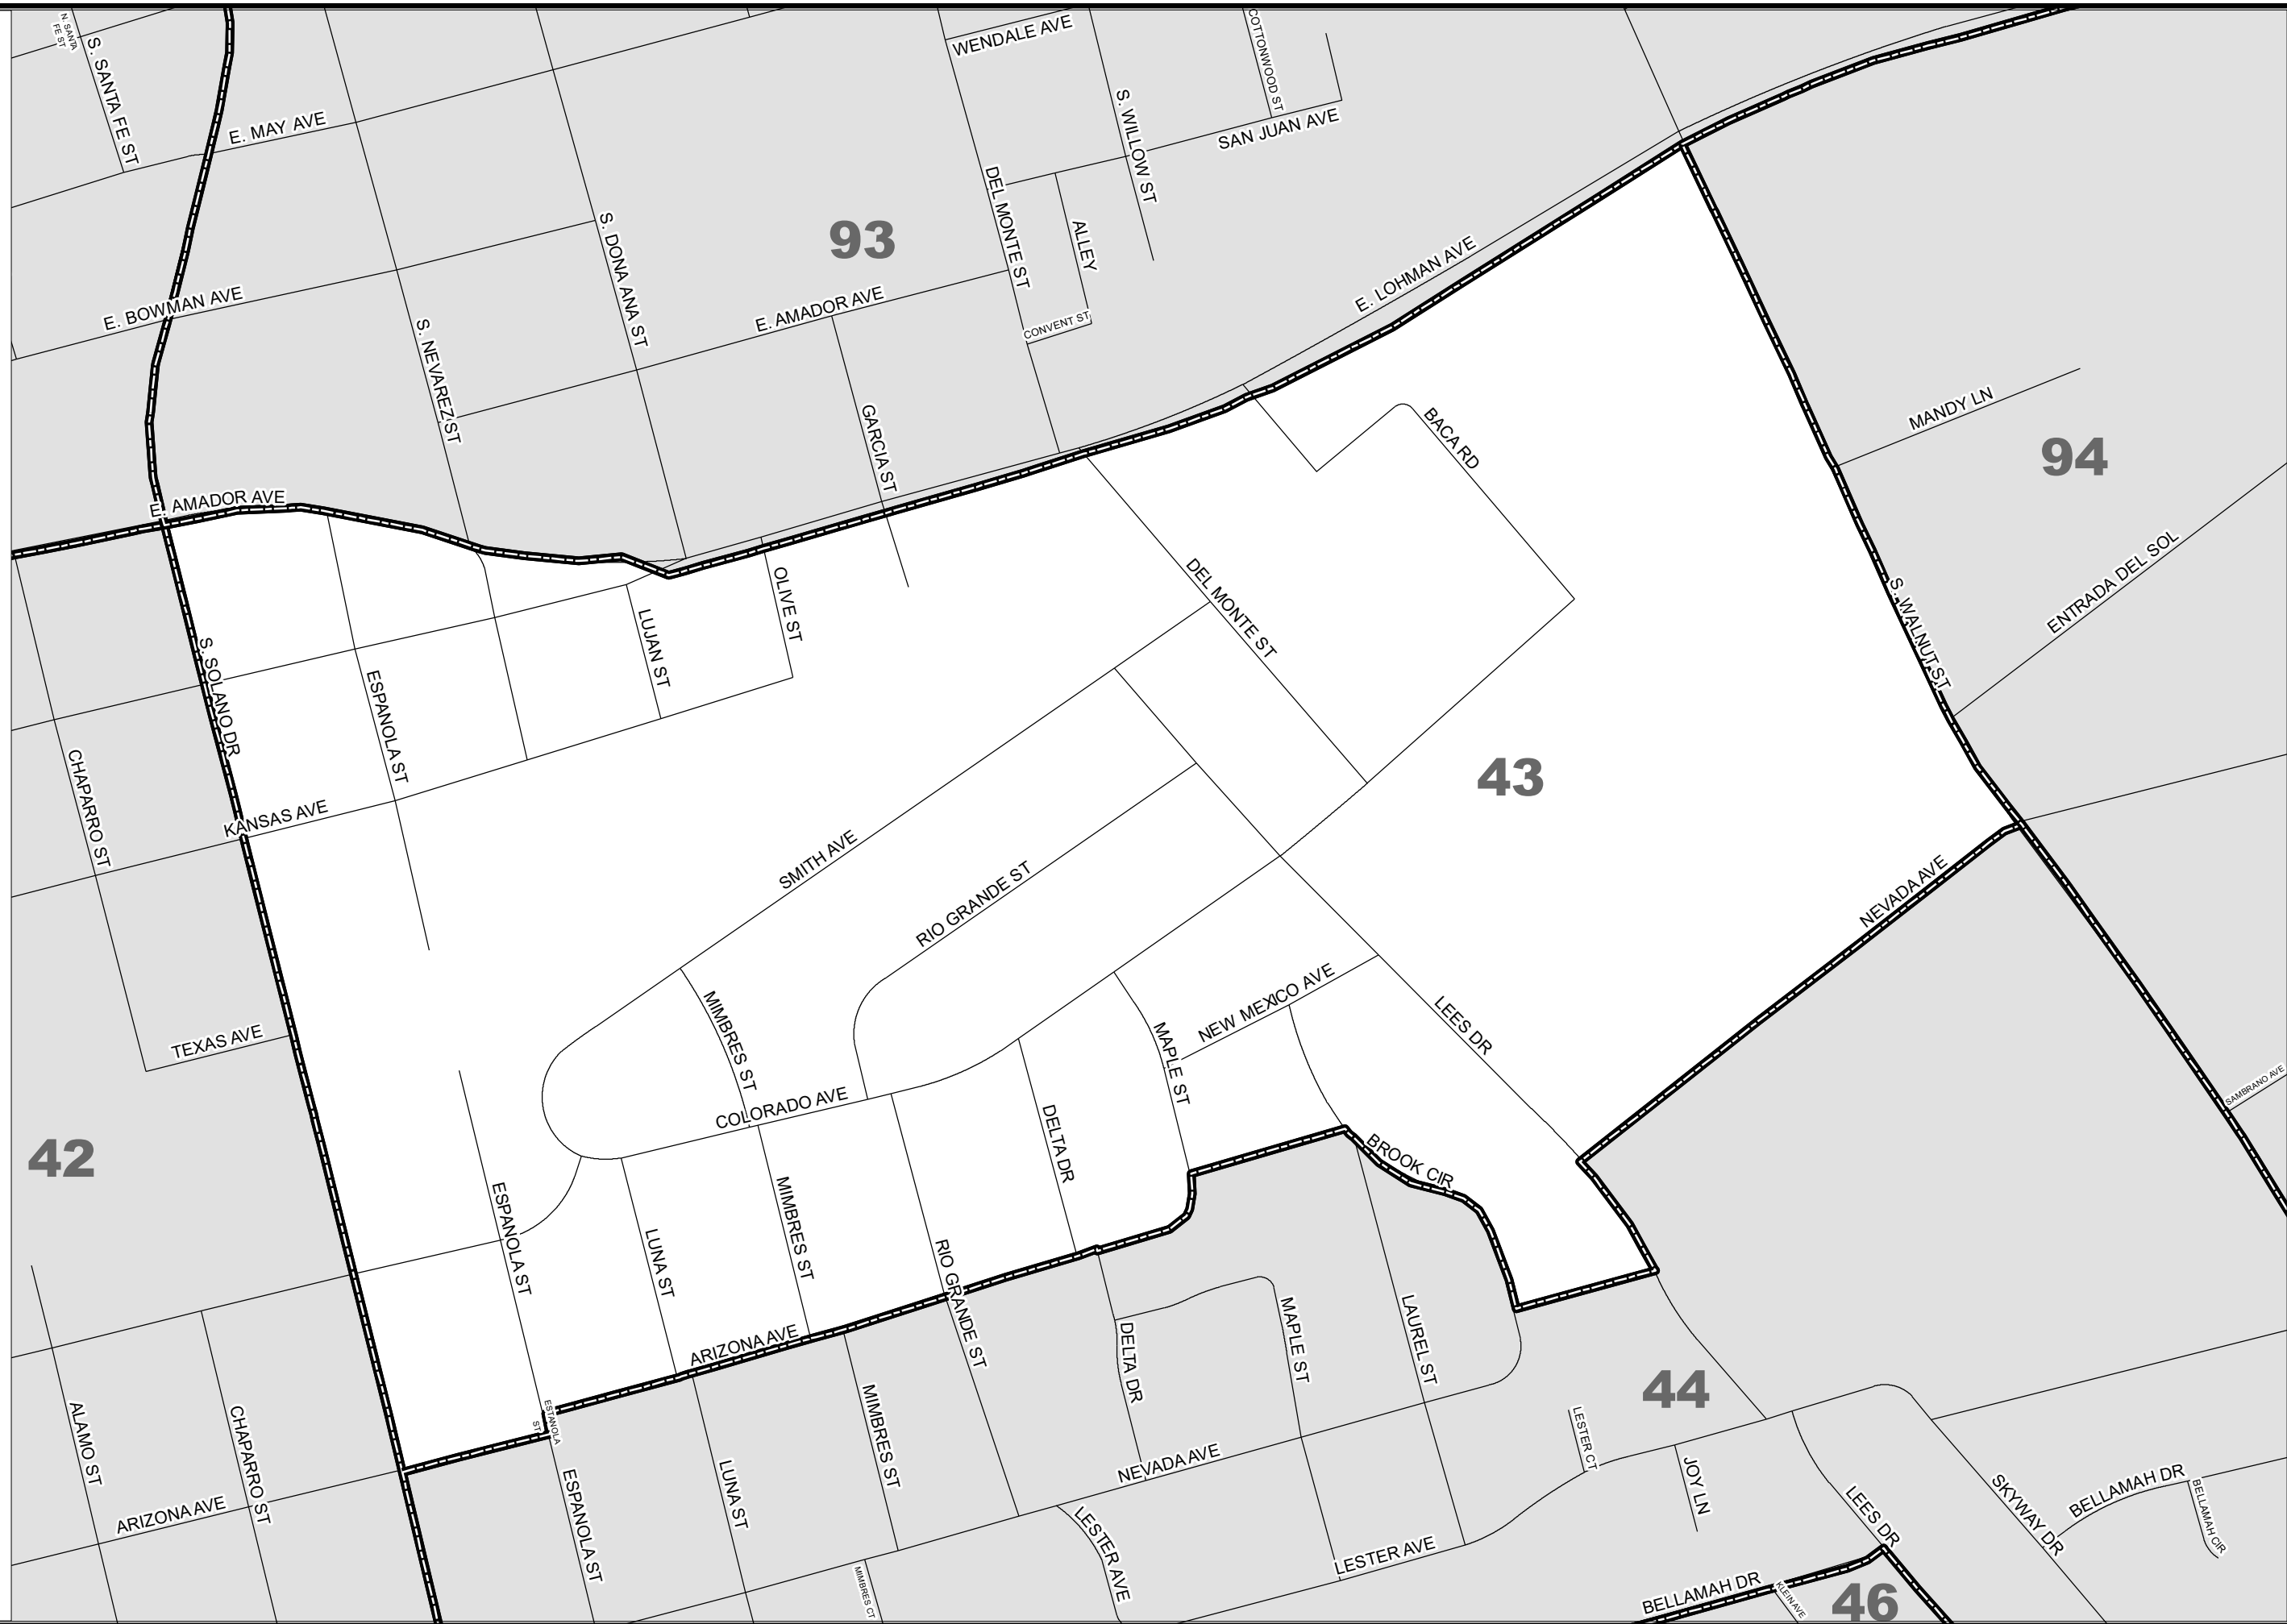 N. SANTA
FE ST
S. SANTA FE ST
E. MAY AVE
WENDALE AVE
COTTONWOOD ST
S. WILLOW ST
SAN JUAN AVE
DEL MONTE ST
ALLEY
93
S. DONA ANA ST
E. BOWMAN AVE
E. AMADOR AVE
CONVENT ST
E. LOHMAN AVE
S. NEVAREZ ST
GARCIA ST
BACA RD
MANDY LN
94
E. AMADOR AVE
ENTRADA DEL SOL
S. WALNUT ST
OLIVE ST
LUJAN ST
DEL MONTE ST
S. SOLANO DR
ESPANOLA ST
CHAPARRO ST
KANSAS AVE
43
SMITH AVE
RIO GRANDE ST
NEVADA AVE
MIMBRES ST
NEW MEXICO AVE
LEES DR
MAPLE ST
TEXAS AVE
COLORADO AVE
SAMBRANO AVE
42
DELTA DR
BROOK CIR
ESPANOLA ST
LUNA ST
MIMBRES ST
RIO GRANDE ST
ARIZONA AVE
DELTA DR
MAPLE ST
LAUREL ST
44
ESTANOLA
ST
ALAMO ST
CHAPARRO ST
MIMBRES ST
LESTER CT
ARIZONA AVE
ESPANOLA ST
LUNA ST
NEVADA AVE
JOY LN
LEES DR
SKYWAY DR
BELLAMAH DR
BELLAMAH CIR
LESTER AVE
LESTER AVE
MIMBRES CT
BELLAMAH DR
KLEIN AVE
46